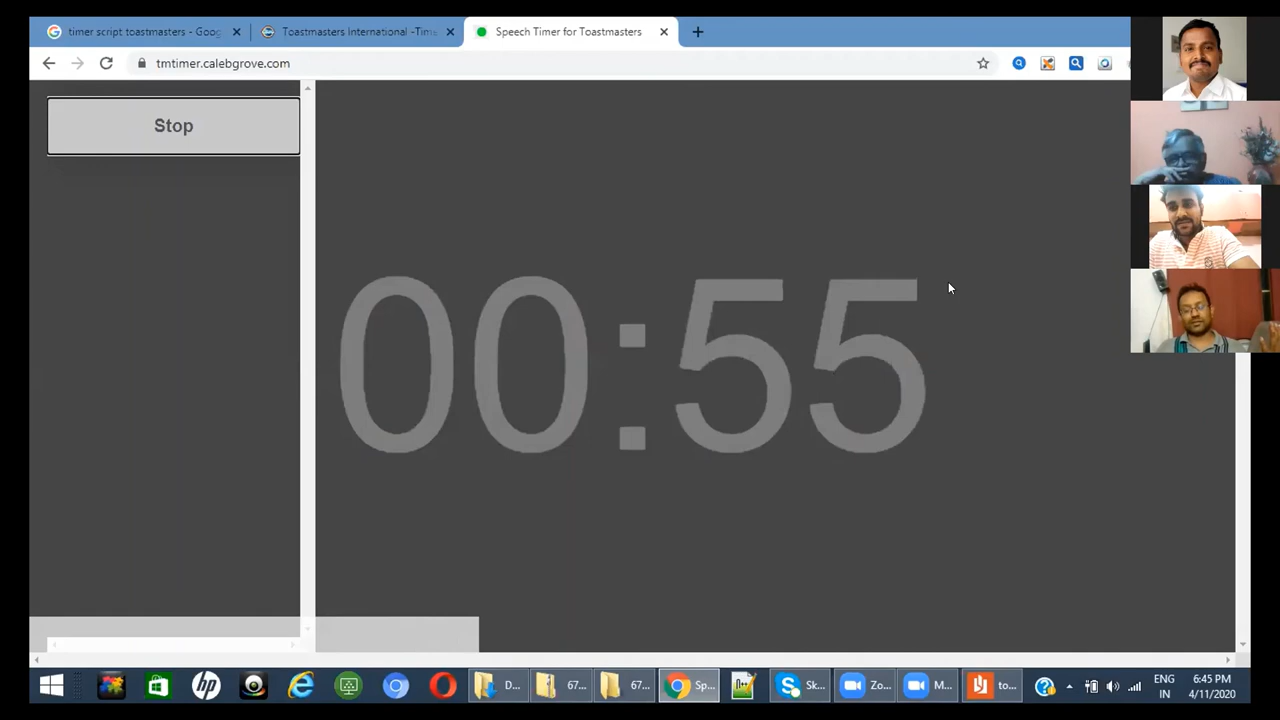 timer script toastmasters - Goog
Toastmasters International -Time
Speech Timer for Toastmasters
tmtimer.calebgrove.com
Stop
00:55
D...
67...
67...
Sp...
Sk...
Zo...
M...
to...
ENG
IN
6:45 PM
4/11/2020